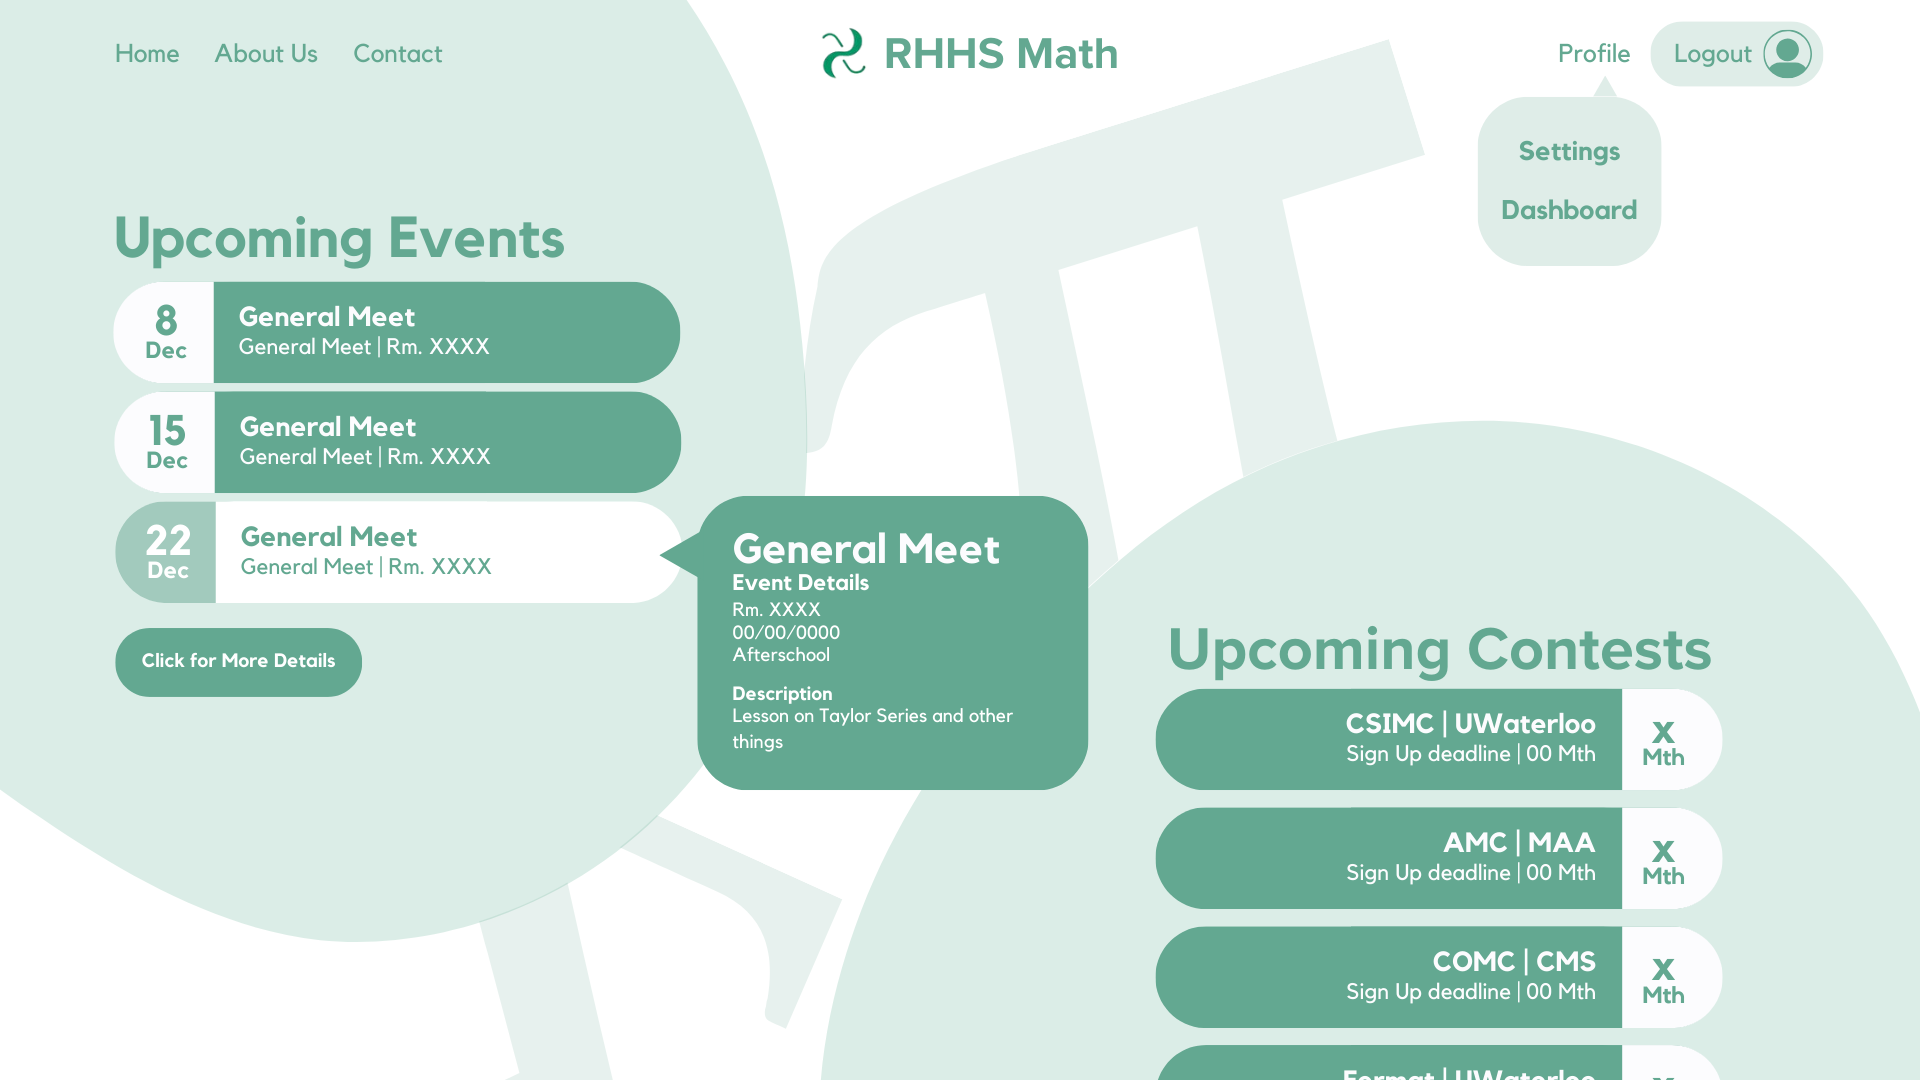 Home
About Us
Contact
RHHS Math
Profile
Logout
Settings
Dashboard
Upcoming Events
8
Dec
General Meet
General Meet | Rm. XXXX
15
Dec
General Meet
General Meet | Rm. XXXX
22
Dec
General Meet
General Meet | Rm. XXXX
Click for More Details
General Meet
Event Details
Rm. XXXX
00/00/0000
Afterschool
Description
Lesson on Taylor Series and other
things
Upcoming Contests
CSIMC | UWaterloo
Sign Up deadline | 00 Mth
X
Mth
AMC | MAA
Sign Up deadline | 00 Mth
X
Mth
COMC | CMS
Sign Up deadline | 00 Mth
X
Mth
UWaterloo